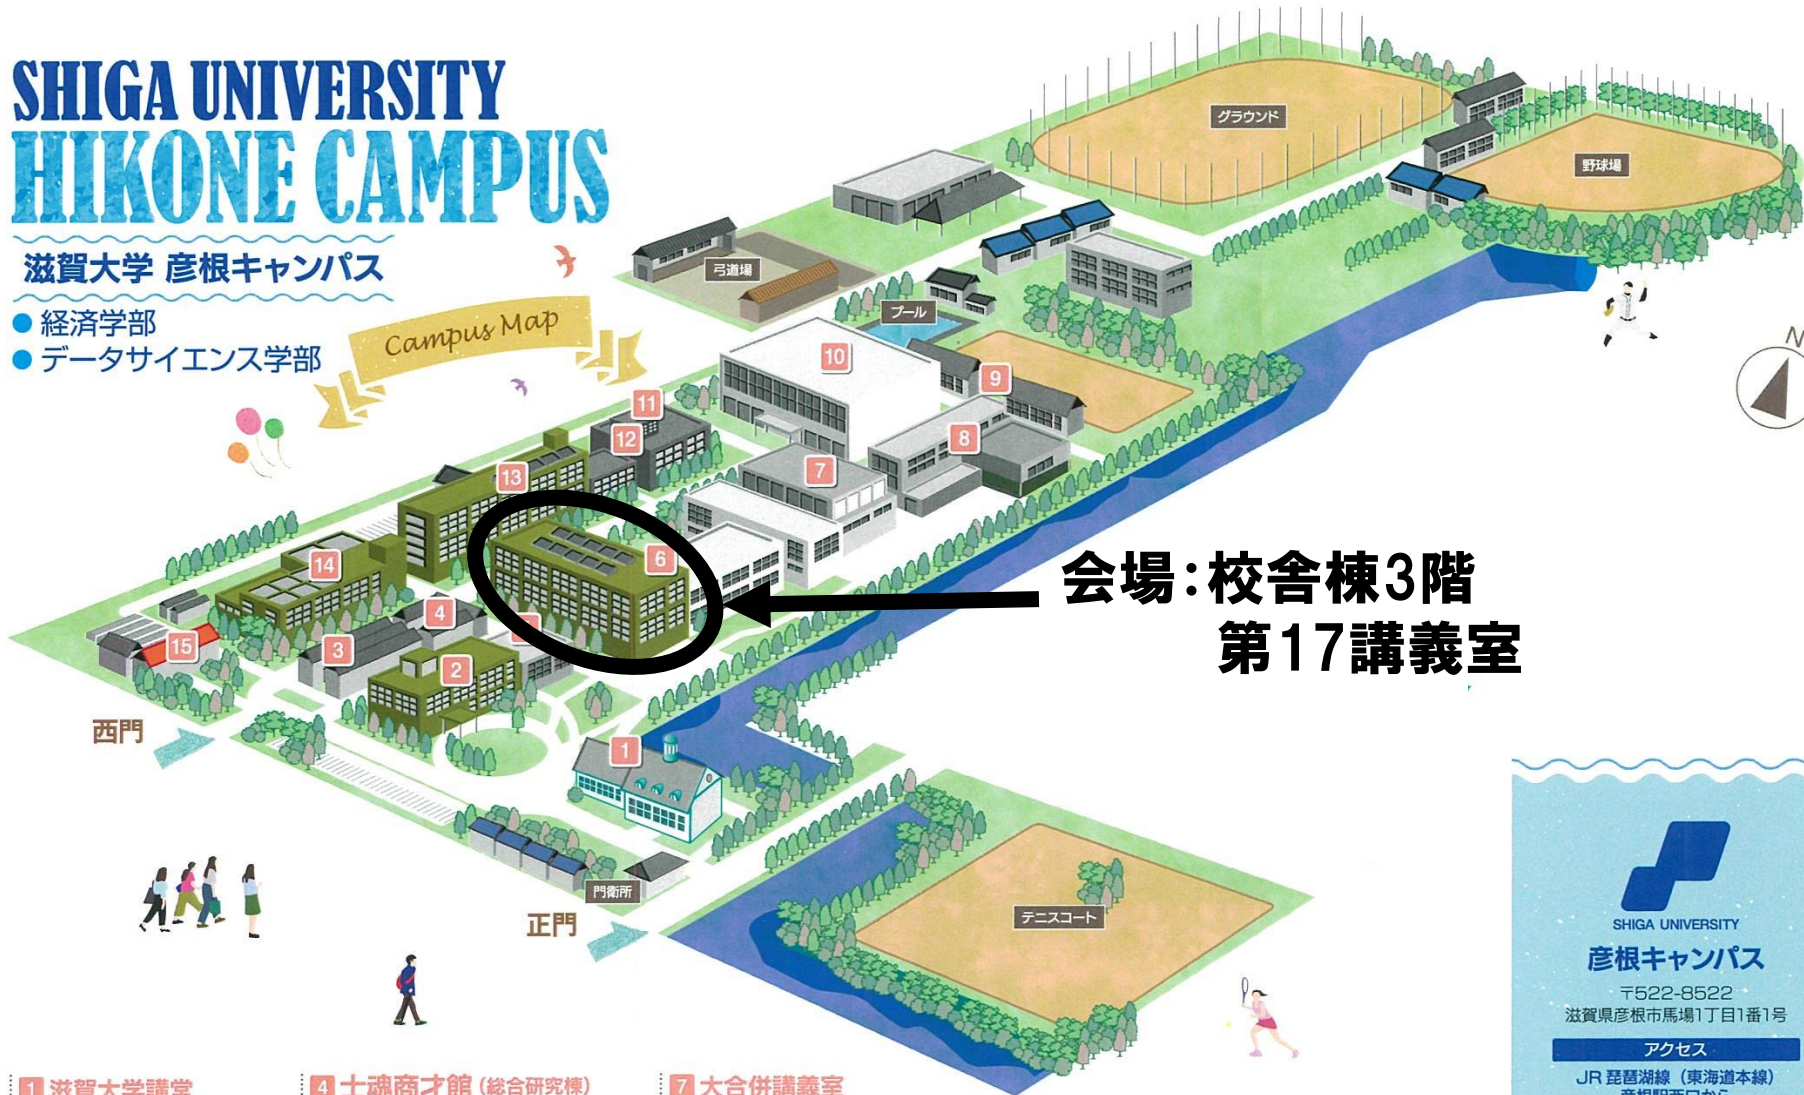 SHIGA UNIVERSITY
HIKONE CAMPUS
滋賀大学 彦根キャンパス
● 経済学部
● データサイエンス学部
Campus Map
グラウンド
野球場
弓道場
プール
N
10
9
11
12
8
7
13
6
14
4
3
15
2
1
会場:校舎棟3階
第17講義室
西門
門衛所
正門
テニスコート
SHIGA UNIVERSITY
彦根キャンパス
〒522-8522
滋賀県彦根市馬場1丁目1番1号
アクセス
JR 琵琶湖線(東海道本線)
彦根駅西口から
1 滋賀大学講堂
4 士魂商才館(総合研究棟)
7 大合併講義室